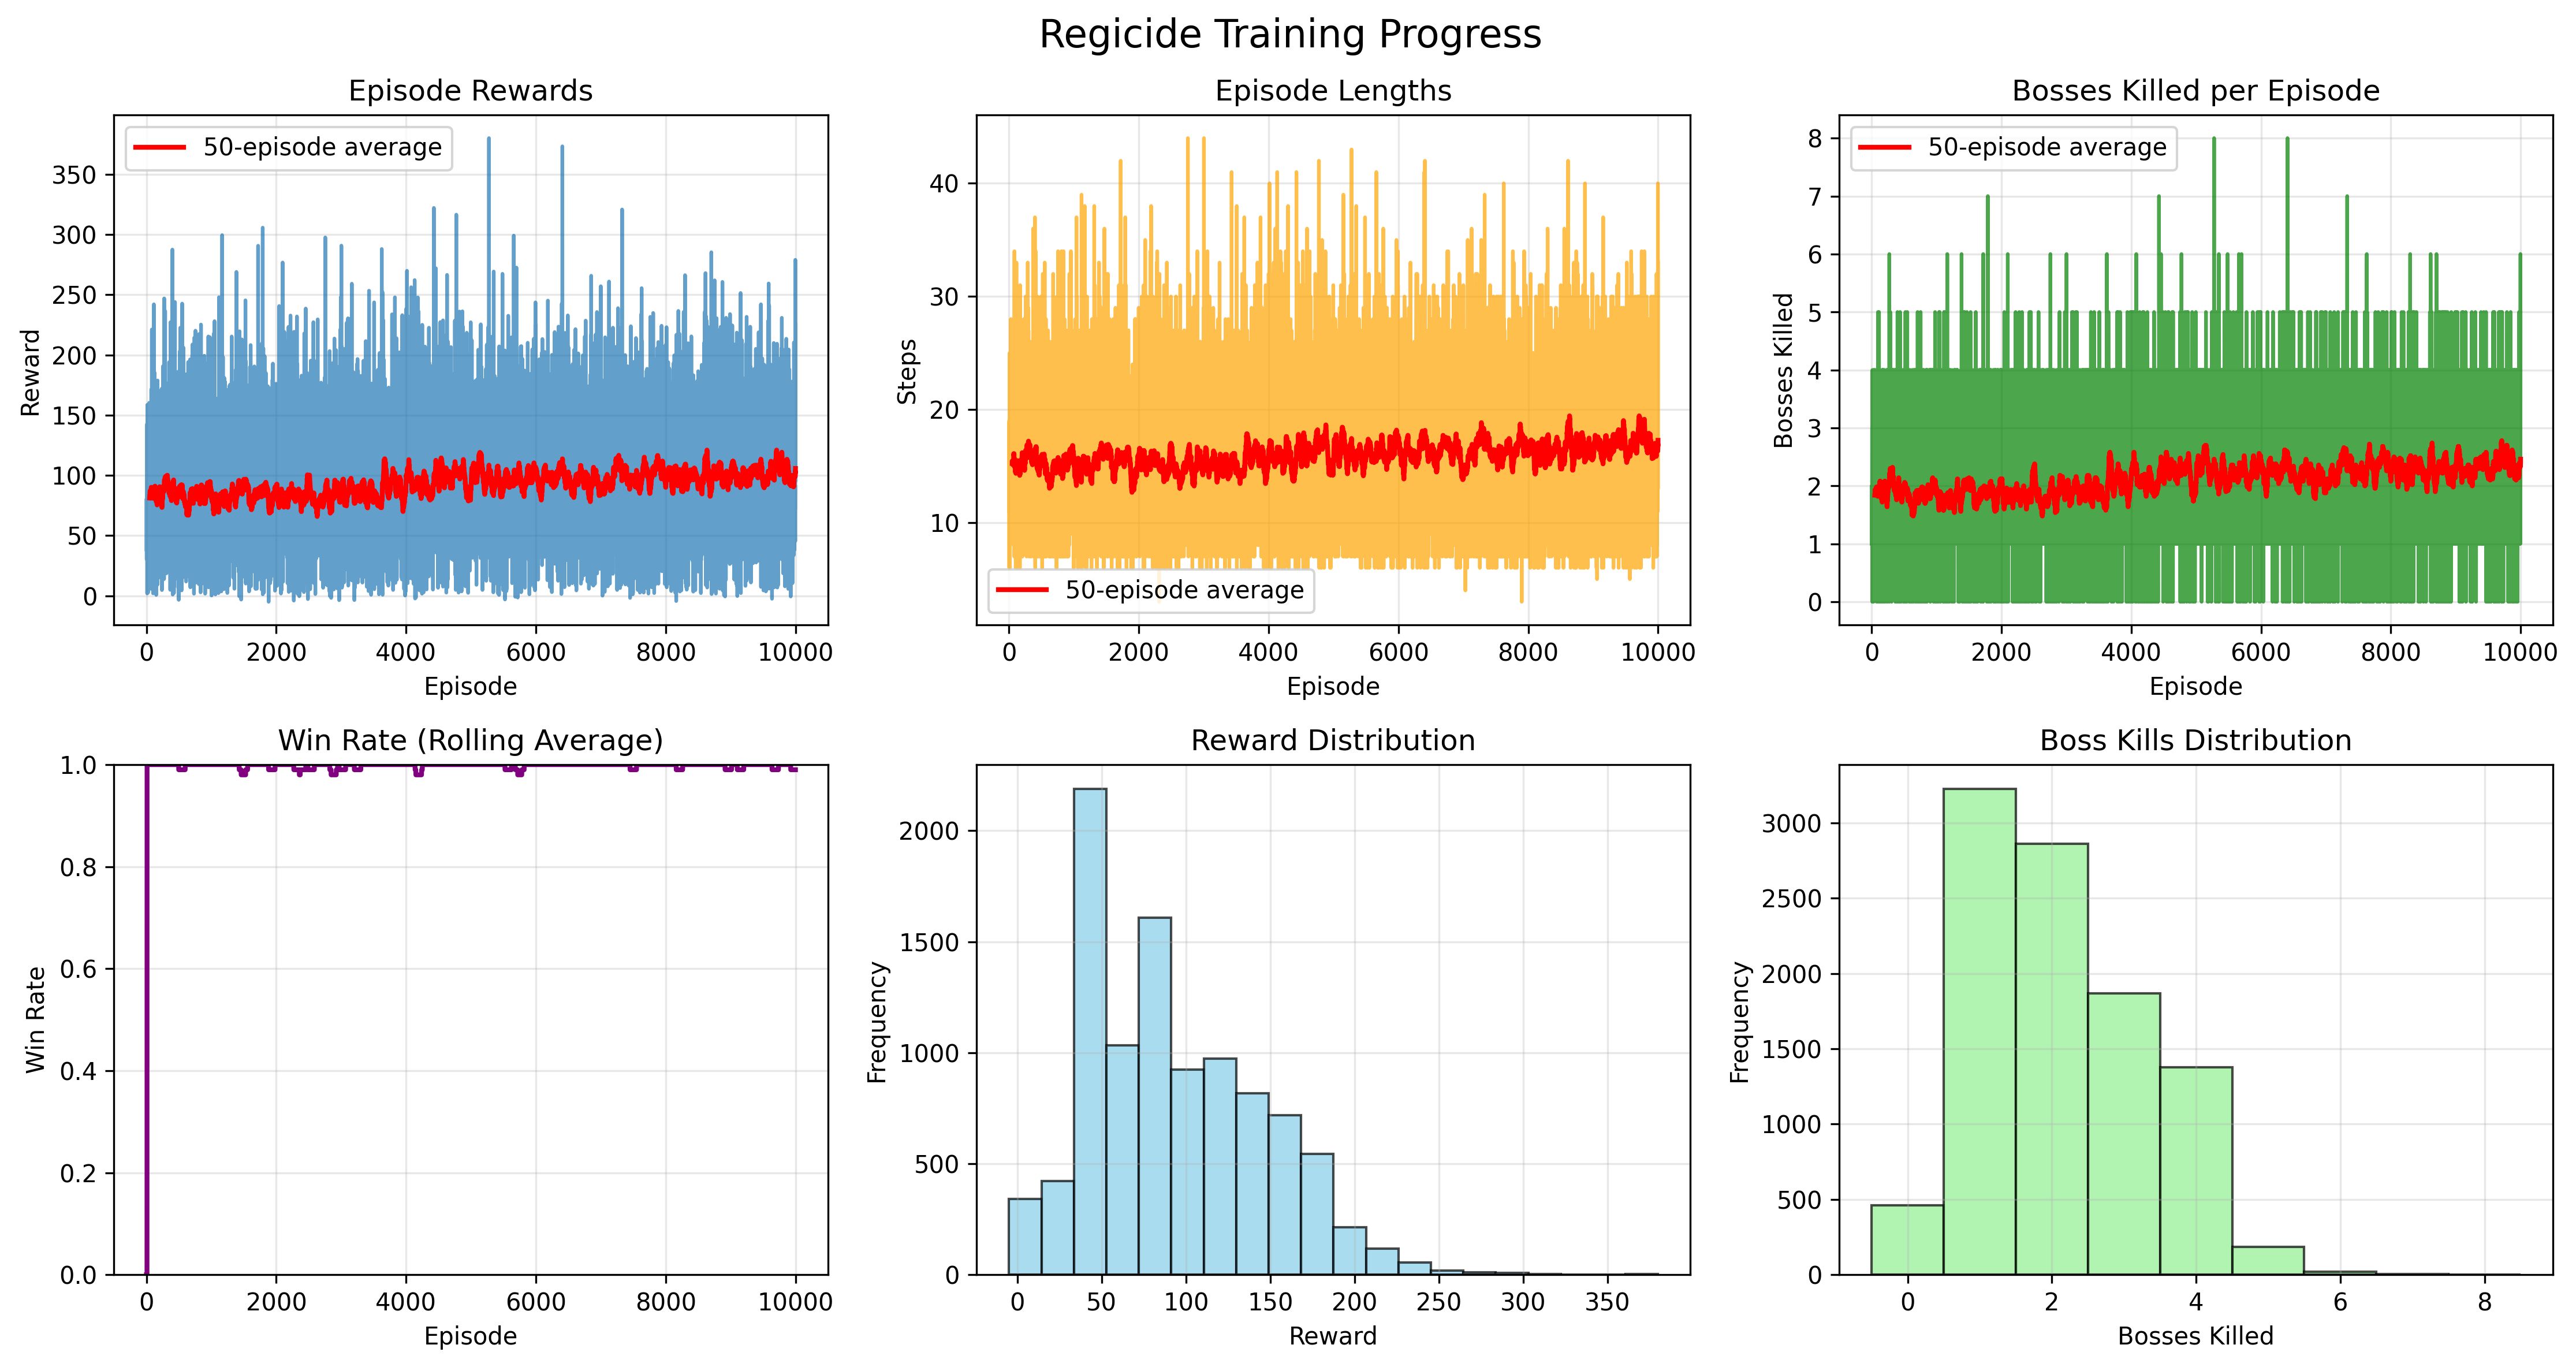 Regicide Training Progress
Episode Rewards
50-episode average
350
300
250
200
150
100
50
0
Reward
0 2000 4000 6000 8000 10000
Episode
Episode Lengths
40
30
20
10
Steps
50-episode average
0 2000 4000 6000 8000 10000
Episode
Bosses Killed per Episode
50-episode average
8
7
6
5
4
3
2
1
0
Bosses Killed
0 2000 4000 6000 8000 10000
Episode
Win Rate (Rolling Average)
1.0
0.8
0.6
0.4
0.2
0.0
Win Rate
0 2000 4000 6000 8000 10000
Episode
Reward Distribution
2000
1500
1000
500
0
Frequency
0 50 100 150 200 250 300 350
Reward
Boss Kills Distribution
3000
2500
2000
1500
1000
500
0
Frequency
0 2 4 6 8
Bosses Killed